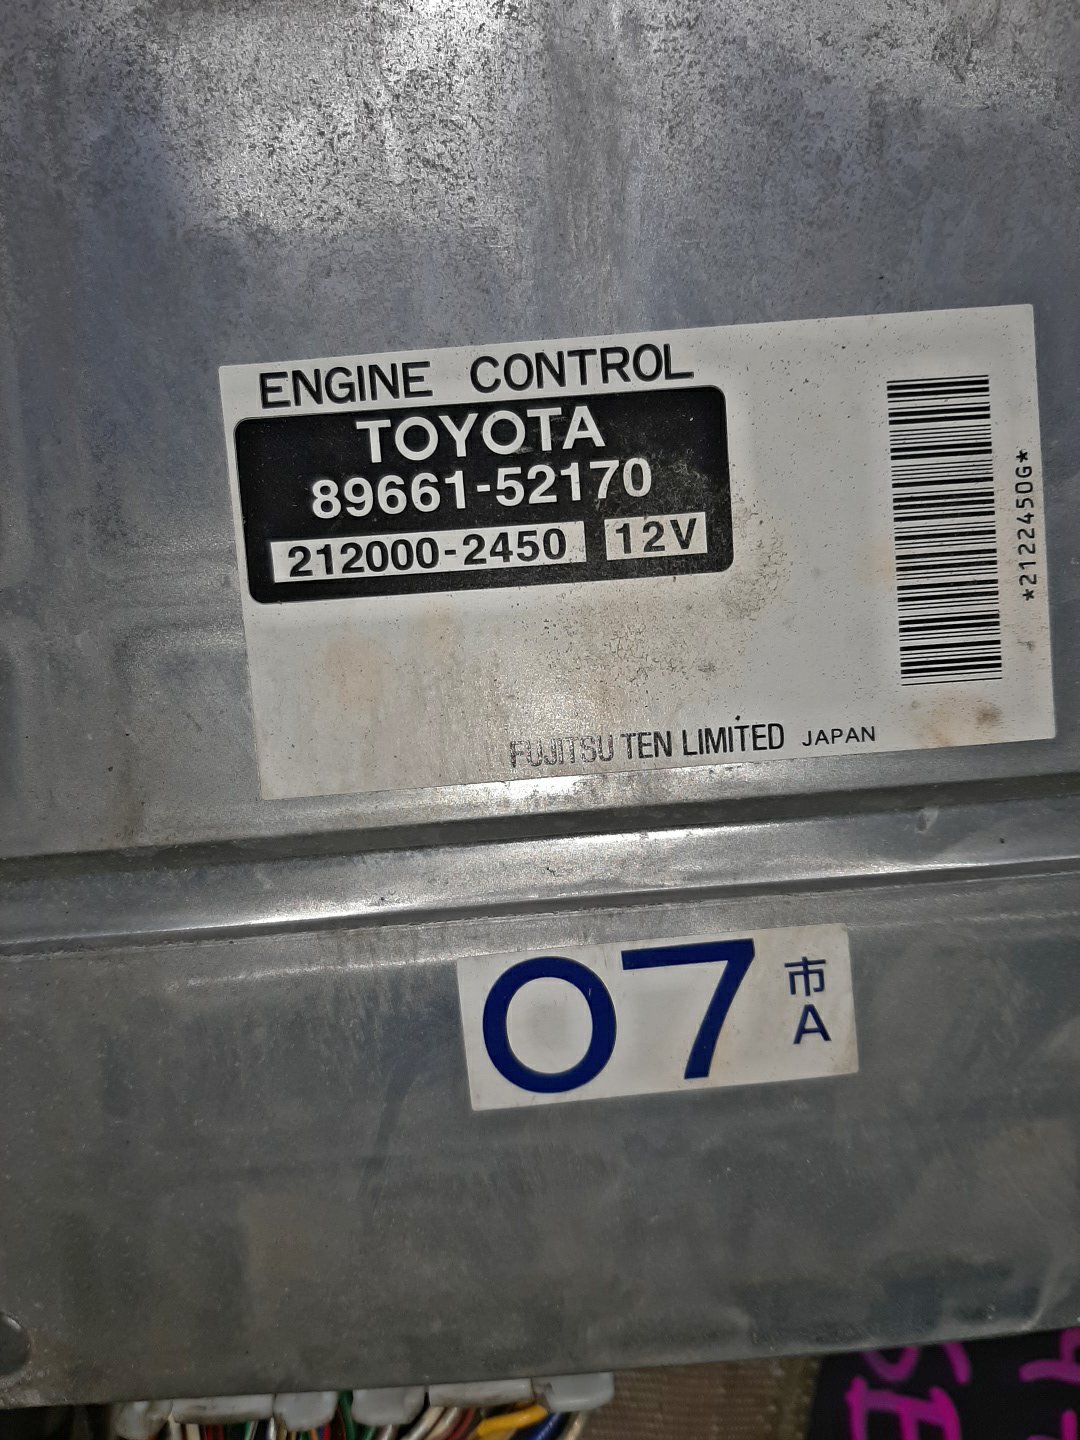 ENGINE CONTROL
TOYOTA
89661-52170
212000-2450 12V
*2122450G*
FUJITSU TEN LIMITED JAPAN
07 市
A